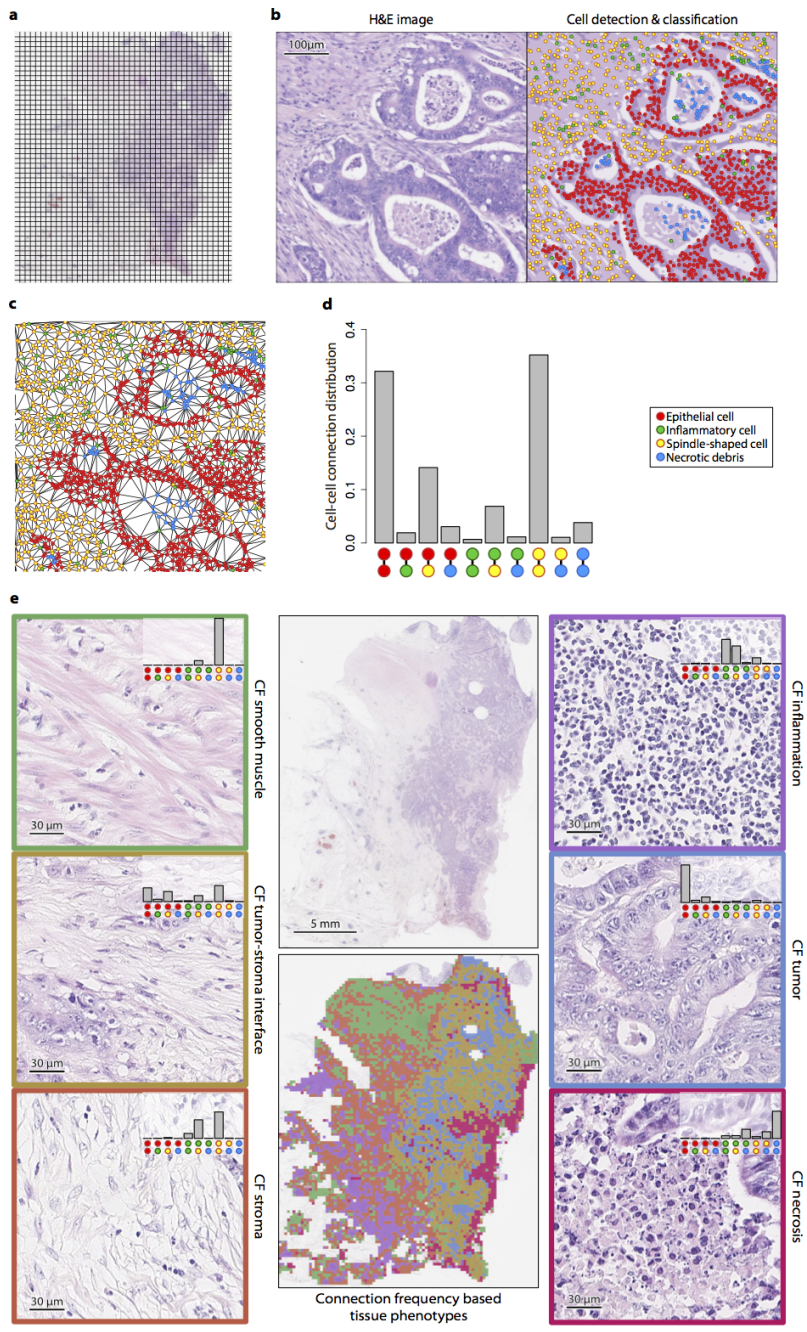 a
b
H&E image
Cell detection & classification
100μm
c
d
Cell-cell connection distribution
0.4
0.3
0.2
0.1
0.0
Epithelial cell
Inflammatory cell
Spindle-shaped cell
Necrotic debris
e
CF smooth muscle
30 μm
CF tumor-stroma interface
30 μm
CF stroma
30 μm
5 mm
Connection frequency based
tissue phenotypes
CF inflammation
30 μm
CF tumor
30 μm
CF necrosis
30 μm